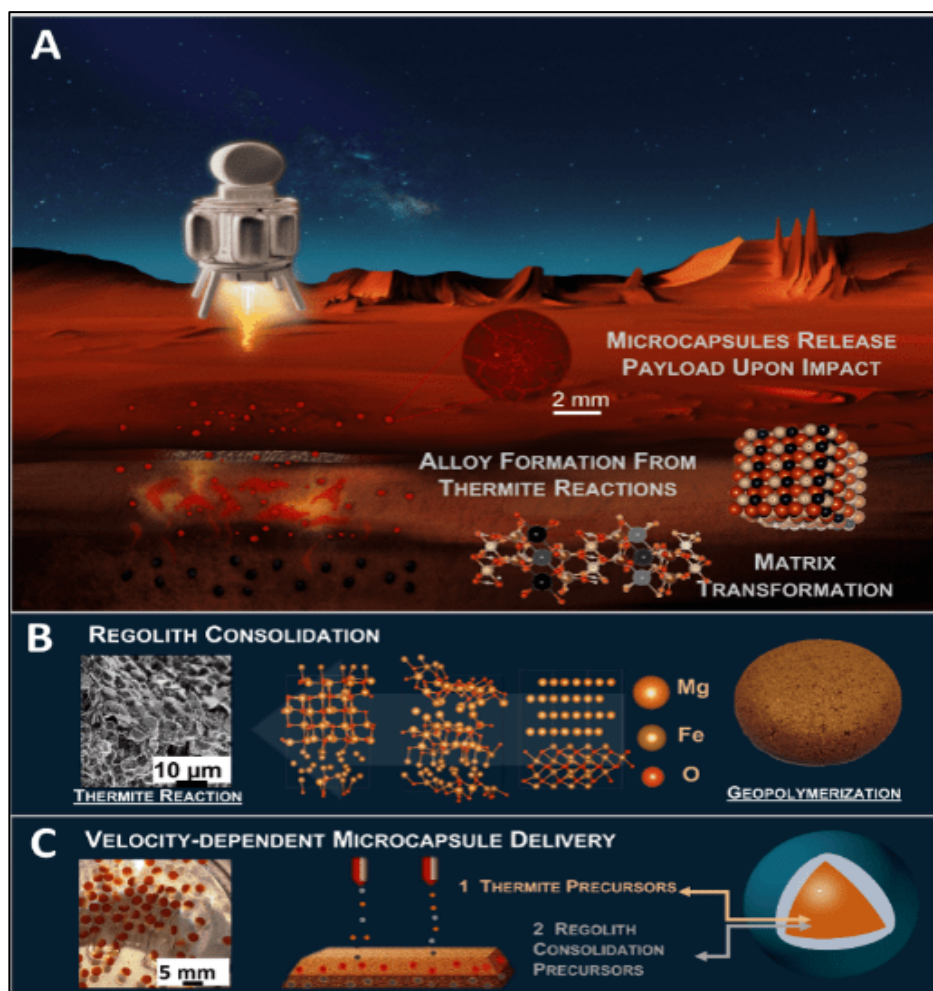 A
MICROCAPSULES RELEASE
PAYLOAD UPON IMPACT
2 mm
ALLOY FORMATION FROM
THERMITE REACTIONS
MATRIX
TRANSFORMATION
B
REGOLITH CONSOLIDATION
Mg
Fe
O
10 µm
THERMITE REACTION
GEOPOLYMERIZATION
C
VELOCITY-DEPENDENT MICROCAPSULE DELIVERY
1 THERMITE PRECURSORS
2 REGOLITH
CONSOLIDATION
PRECURSORS
5 mm